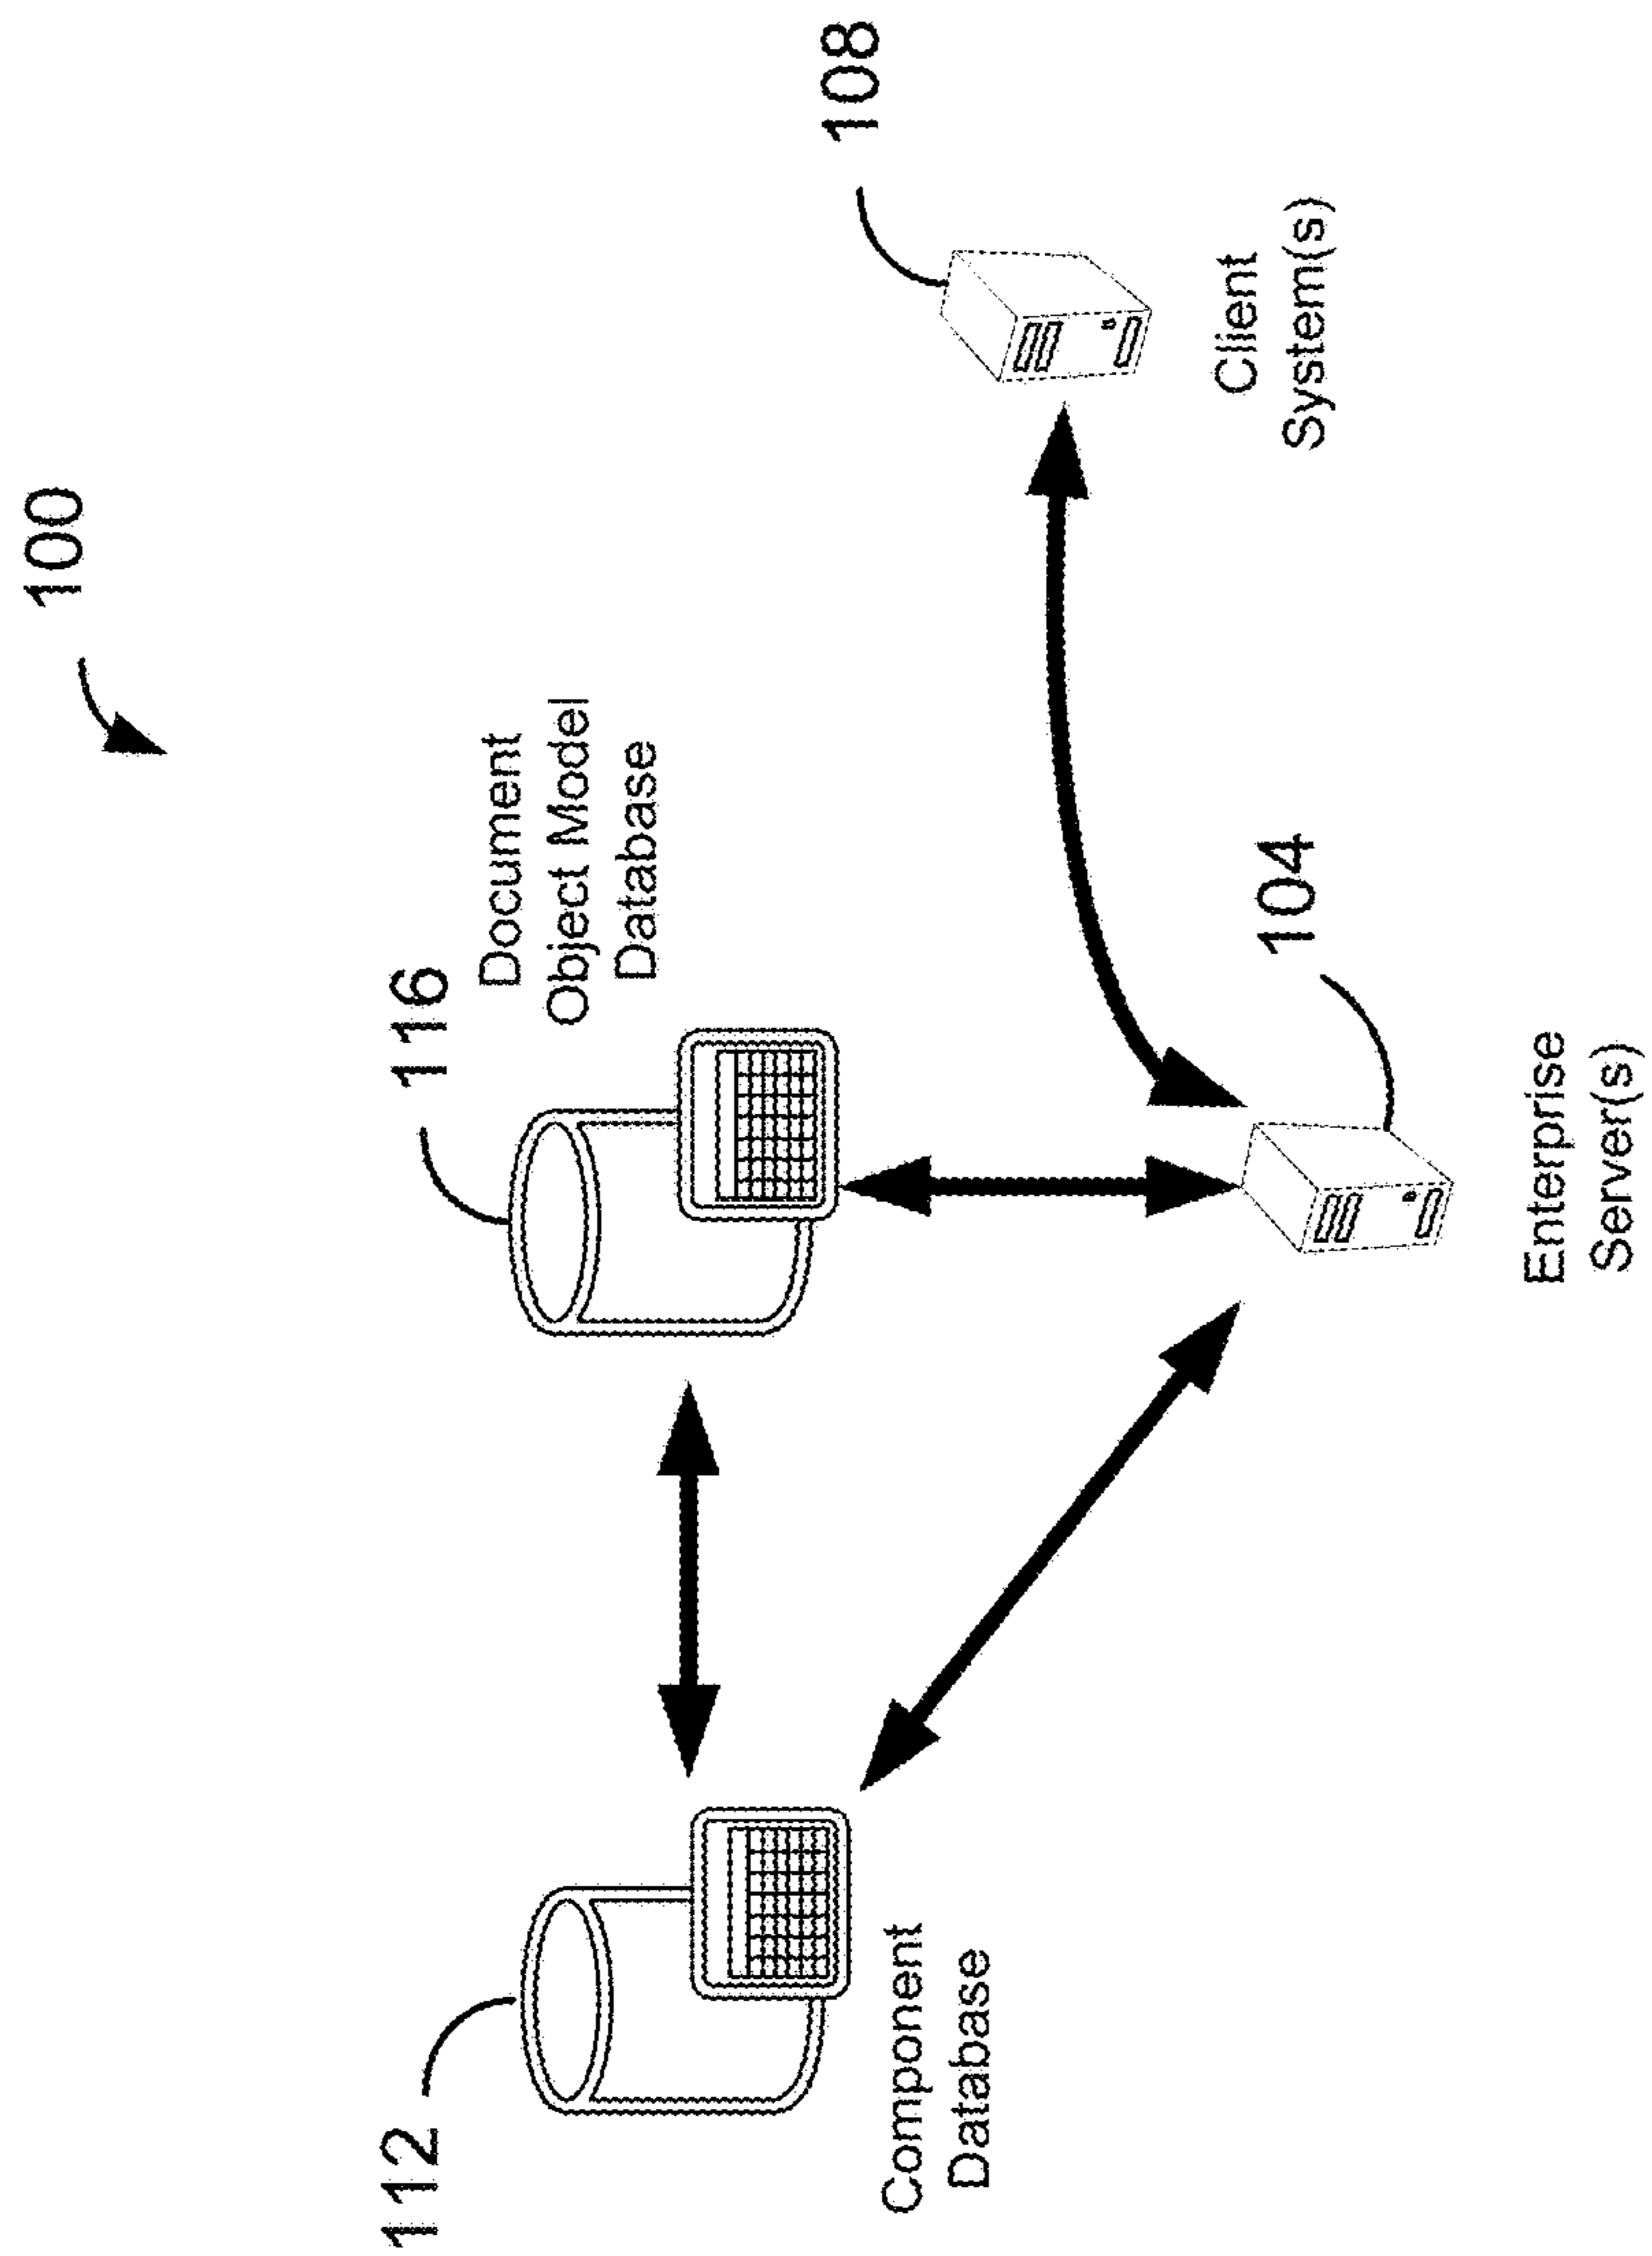 100
116
Document
Object Model
Database
112
Component
Database
108
Client
System(s)
104
Enterprise
Server(s)